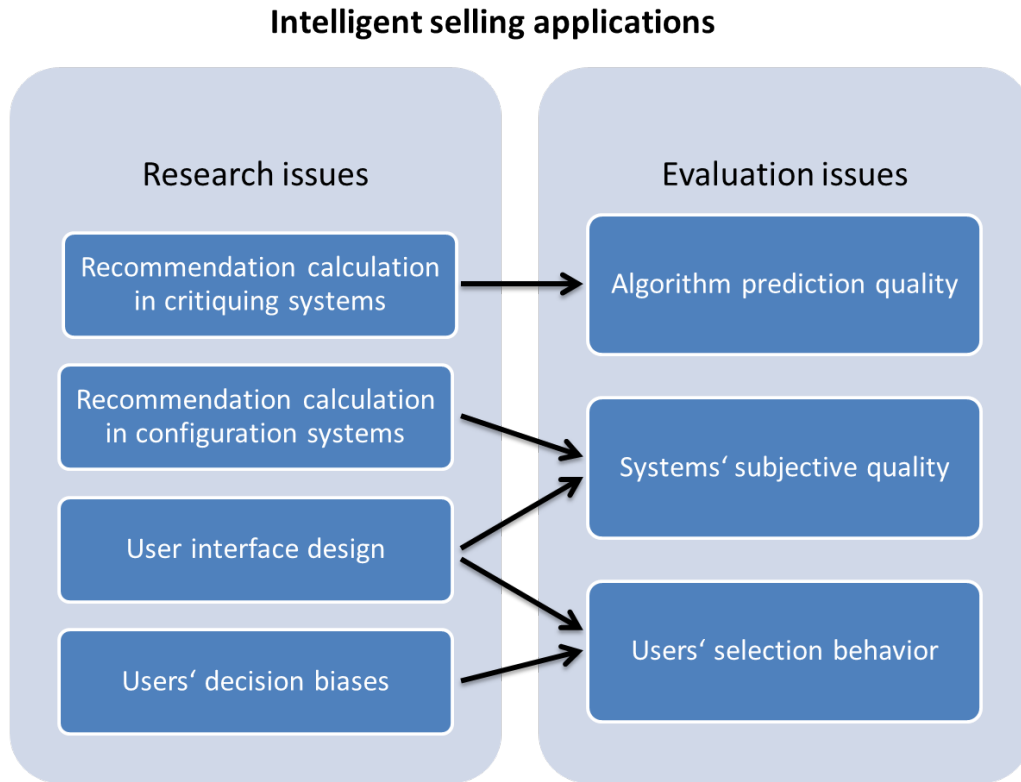 Intelligent selling applications
Research issues
Recommendation calculation
in critiquing systems
Recommendation calculation
in configuration systems
User interface design
Users‘ decision biases
Evaluation issues
Algorithm prediction quality
Systems‘ subjective quality
Users‘ selection behavior